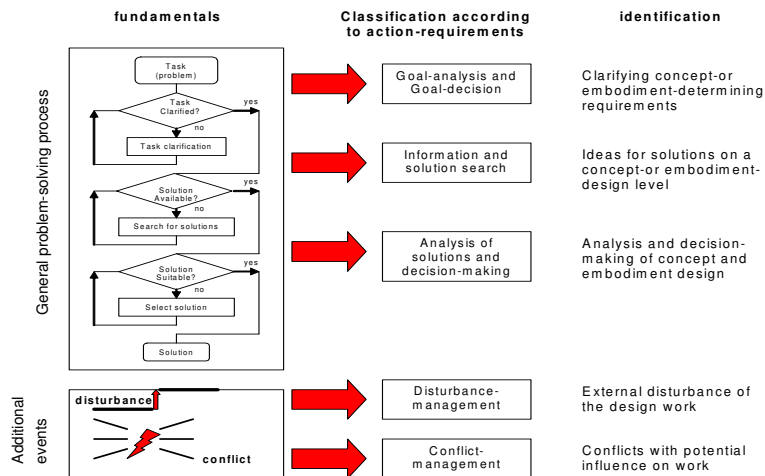 fundamentals
Classification according
to action-requirements
identification
General problem-solving process
Task
(problem)
Task
Clarified?
yes
no
Task clarification
Solution
Available?
yes
no
Search for solutions
Solution
Suitable?
yes
no
Select solution
Solution
Goal-analysis and
Goal-decision
Clarifying concept-or
embodiment-determining
requirements
Information and
solution search
Ideas for solutions on a
concept-or embodiment-
design level
Analysis of
solutions and
decision-making
Analysis and decision-
making of concept and
embodiment design
Additional
events
disturbance
conflict
Disturbance-
management
External disturbance of
the design work
Conflict-
management
Conflicts with potential
influence on work